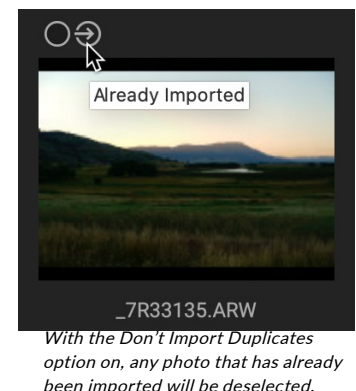 Already Imported
_7R33135.ARW
With the Don’t Import Duplicates
option on, any photo that has already
been imported will be deselected.